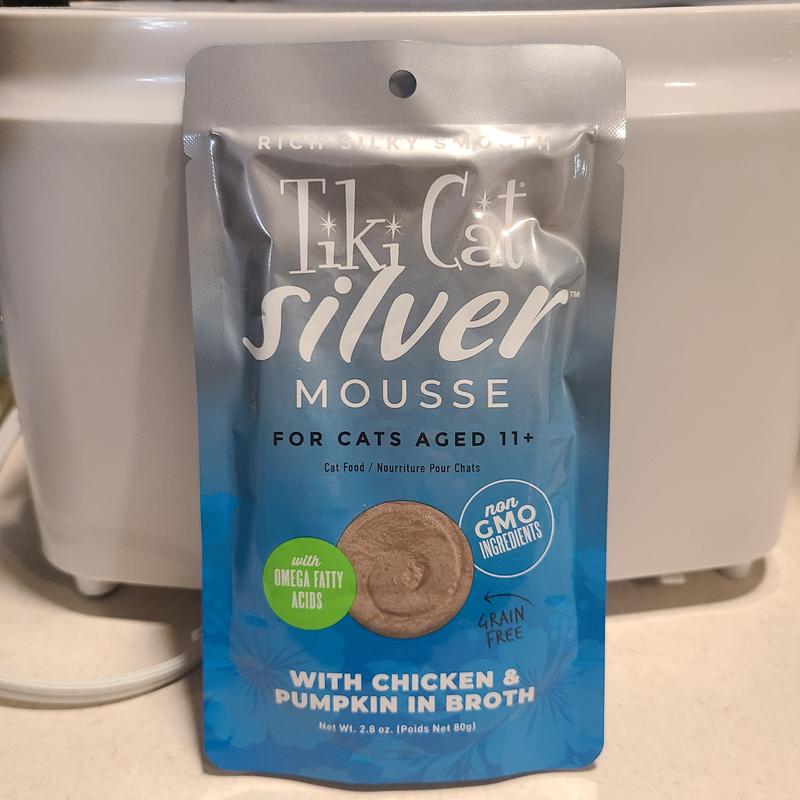 RICH SILKY SMOOTH
Tiki Cat®
silver™
MOUSSE
FOR CATS AGED 11+
Cat Food / Nourriture Pour Chats
non
GMO
INGREDIENTS
with
OMEGA FATTY
ACIDS
GRAIN
FREE
WITH CHICKEN &
PUMPKIN IN BROTH
Net Wt. 2.8 oz. (Poids Net 80g)